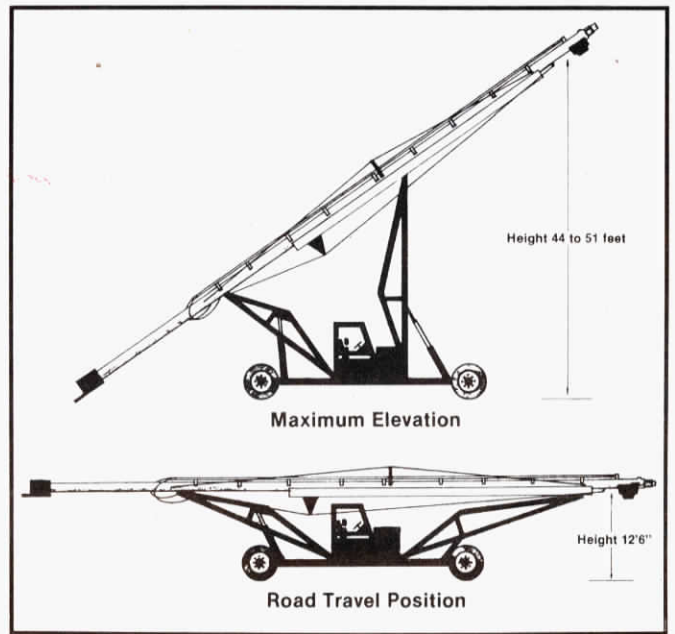 Height 44 to 51 feet
Maximum Elevation
Height 12'6"
Road Travel Position